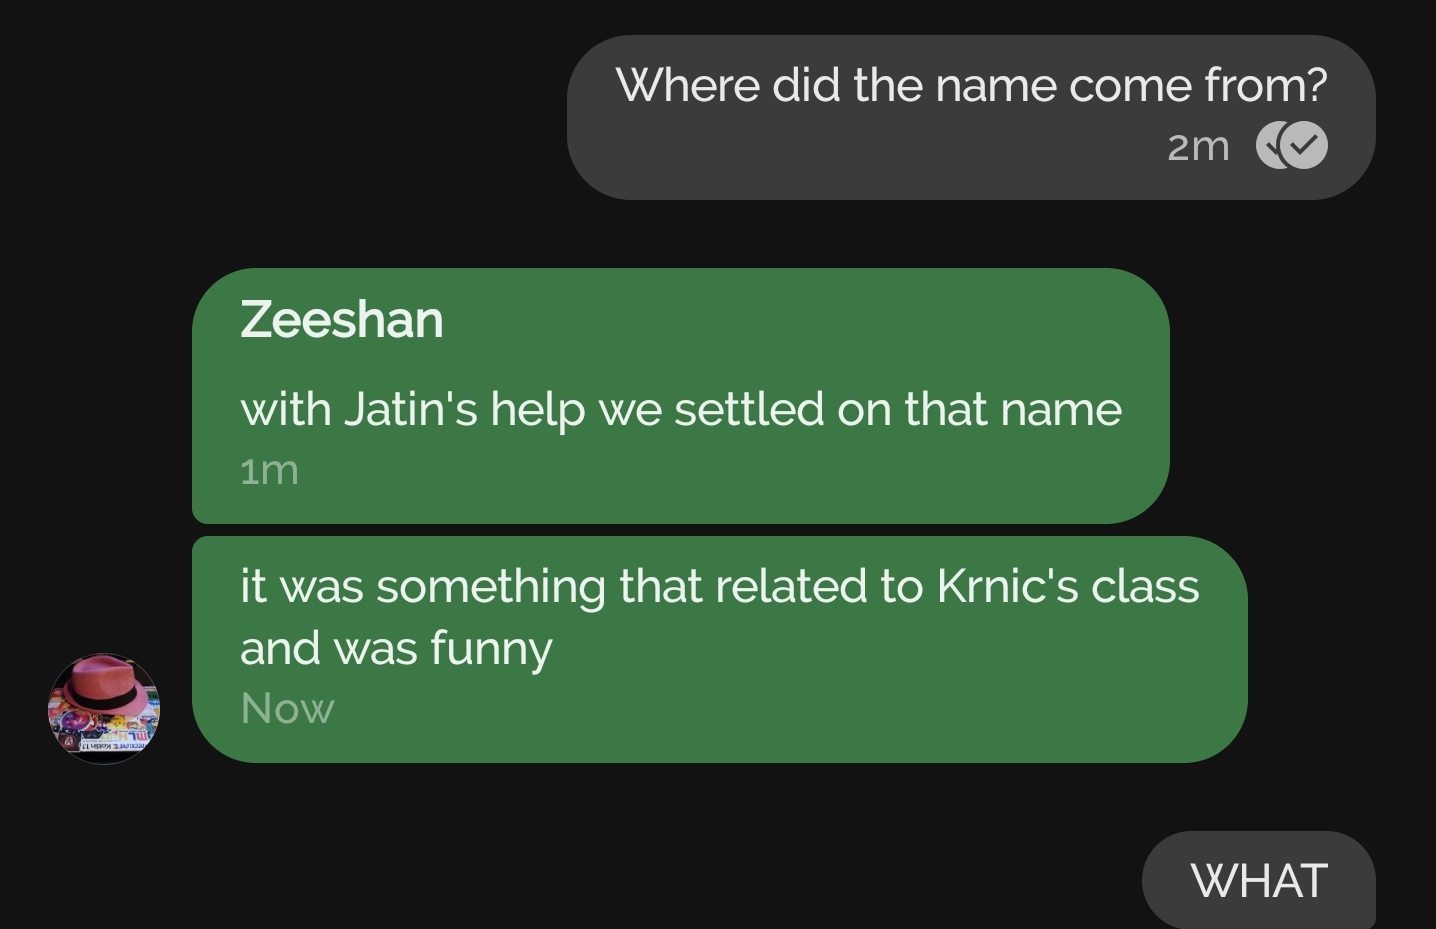 Where did the name come from?
2m
Zeeshan
with Jatin's help we settled on that name
1m
it was something that related to Krnic's class
and was funny
Now
WHAT